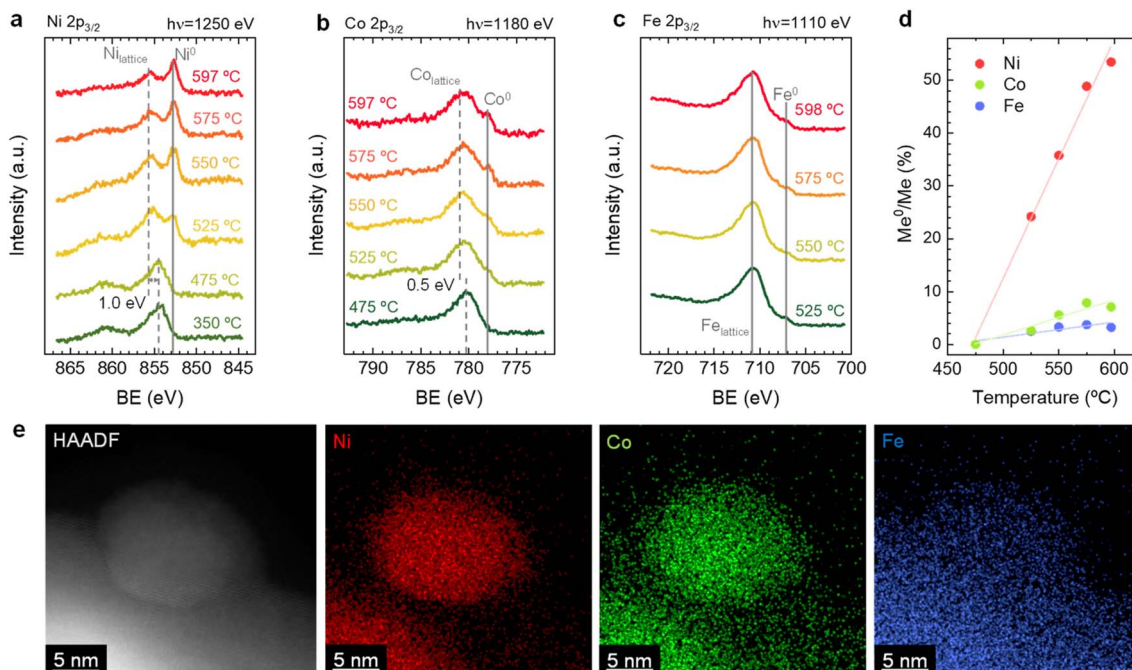 a
Ni 2p3/2
hν=1250 eV
Intensity (a.u.)
Nilattice
Ni0
597 ºC
575 ºC
550 ºC
525 ºC
475 ºC
1.0 eV
350 ºC
865 860 855 850 845
BE (eV)
b
Co 2p3/2
hν=1180 eV
Intensity (a.u.)
Colattice
Co0
597 ºC
575 ºC
550 ºC
525 ºC
0.5 eV
475 ºC
790 785 780 775
BE (eV)
c
Fe 2p3/2
hν=1110 eV
Intensity (a.u.)
Fe0
598 ºC
575 ºC
550 ºC
525 ºC
Felattice
720 715 710 705 700
BE (eV)
d
Me0/Me (%)
50
40
30
20
10
0
Ni
Co
Fe
450 500 550 600
Temperature (ºC)
e
HAADF
5 nm
Ni
5 nm
Co
5 nm
Fe
5 nm